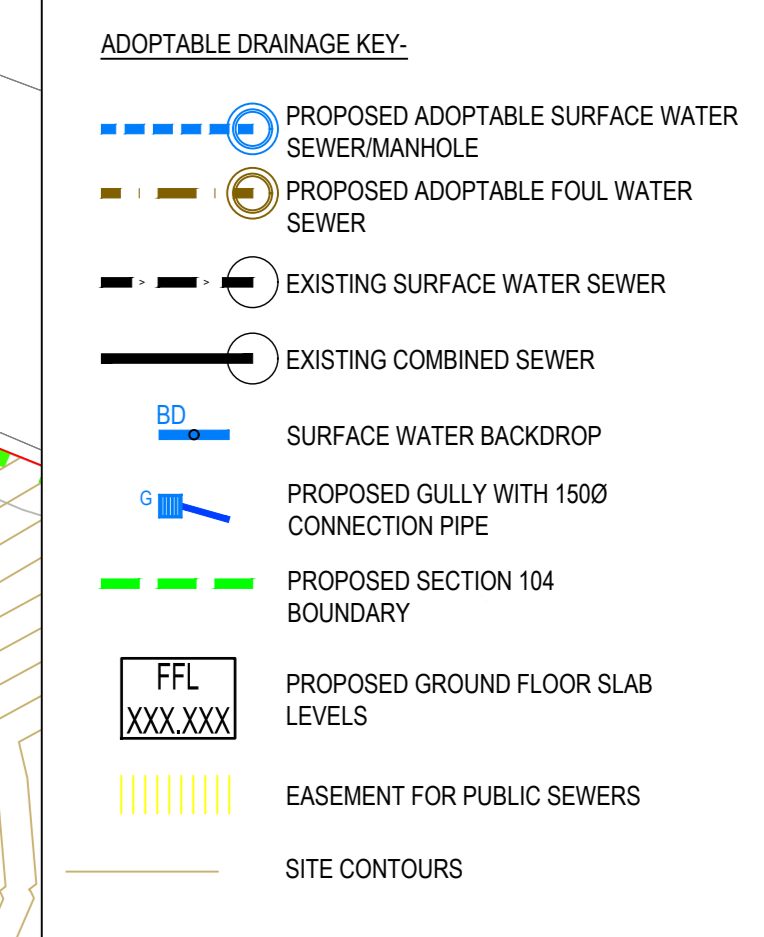 ADOPTABLE DRAINAGE KEY-
PROPOSED ADOPTABLE SURFACE WATER
SEWER/MANHOLE
PROPOSED ADOPTABLE FOUL WATER
SEWER
> >
EXISTING SURFACE WATER SEWER
EXISTING COMBINED SEWER
BD
SURFACE WATER BACKDROP
G
PROPOSED GULLY WITH 150Ø
CONNECTION PIPE
PROPOSED SECTION 104
BOUNDARY
FFL
XXX.XXX
PROPOSED GROUND FLOOR SLAB
LEVELS
EASEMENT FOR PUBLIC SEWERS
SITE CONTOURS